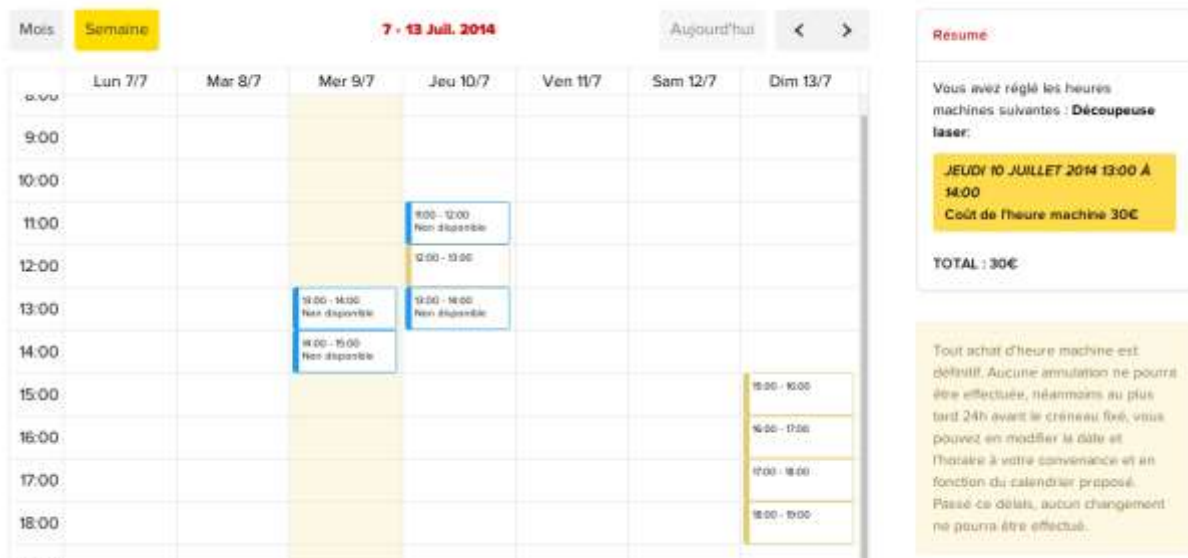 Mois
Semaine
7 - 13 Juil. 2014
Aujourd'hui
Lun 7/7
Mar 8/7
Mer 9/7
Jeu 10/7
Ven 11/7
Sam 12/7
Dim 13/7
8:00
9:00
10:00
11:00
11:00 - 12:00
Non disponible
12:00
12:00 - 13:00
13:00
13:00 - 14:00
Non disponible
13:00 - 14:00
Non disponible
14:00
14:00 - 15:00
Non disponible
15:00
15:00 - 16:00
16:00
16:00 - 17:00
17:00
17:00 - 18:00
18:00
18:00 - 19:00
Résumé
Vous avez réglé les heures
machines suivantes : Découpeuse
laser:
JEUDI 10 JUILLET 2014 13:00 À
14:00
Coût de l'heure machine 30€
TOTAL : 30€
Tout achat d'heure machine est
définitif. Aucune annulation ne pourra
être effectuée, néanmoins au plus
tard 24h avant le créneau fixé, vous
pouvez en modifier la date et
l'horaire à votre convenance et en
fonction du calendrier proposé.
Passé ce délais, aucun changement
ne pourra être effectué.